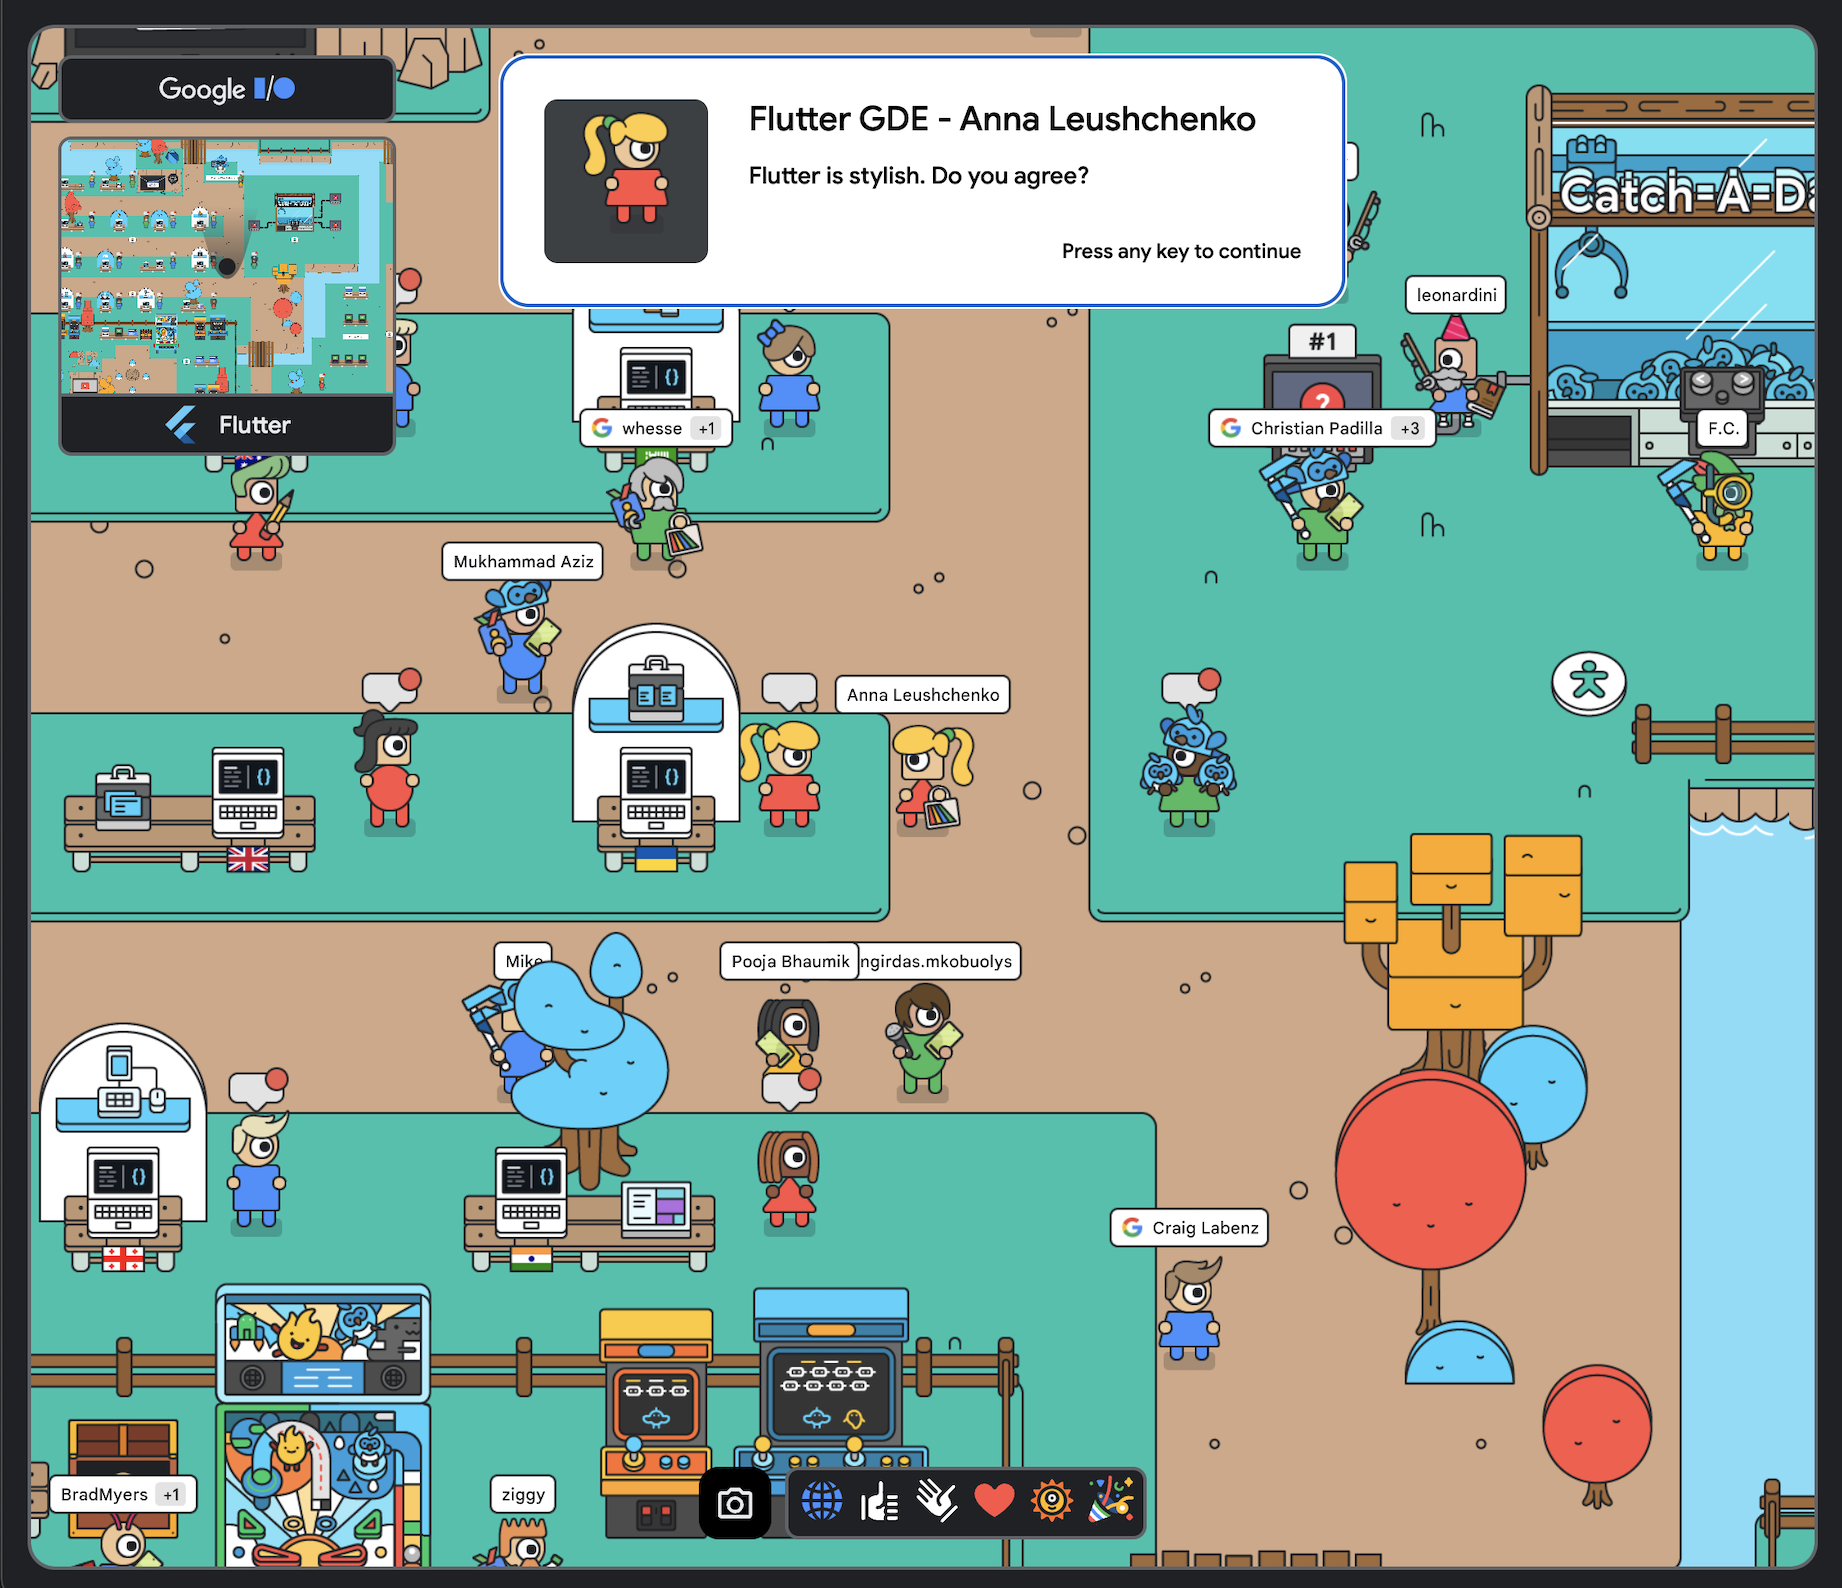 Google I/O
Flutter GDE - Anna Leushchenko
Flutter is stylish. Do you agree?
Press any key to continue
Catch-A-Da
leonardini
#1
?
Flutter
{}
whesse +1
Christian Padilla +3
F.C.
Mukhammad Aziz
Anna Leushchenko
{}
{}
Mike
Pooja Bhaumik
ngirdas.mkobuolys
{}
{}
Craig Labenz
BradMyers +1
ziggy